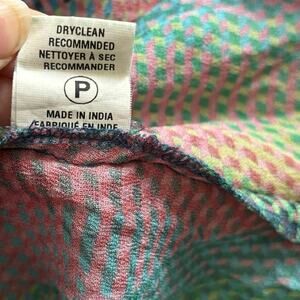 DRYCLEAN
RECOMMNDED
NETTOYER À SEC
RECOMMANDER
P
MADE IN INDIA
FABRIQUÉ EN INDE